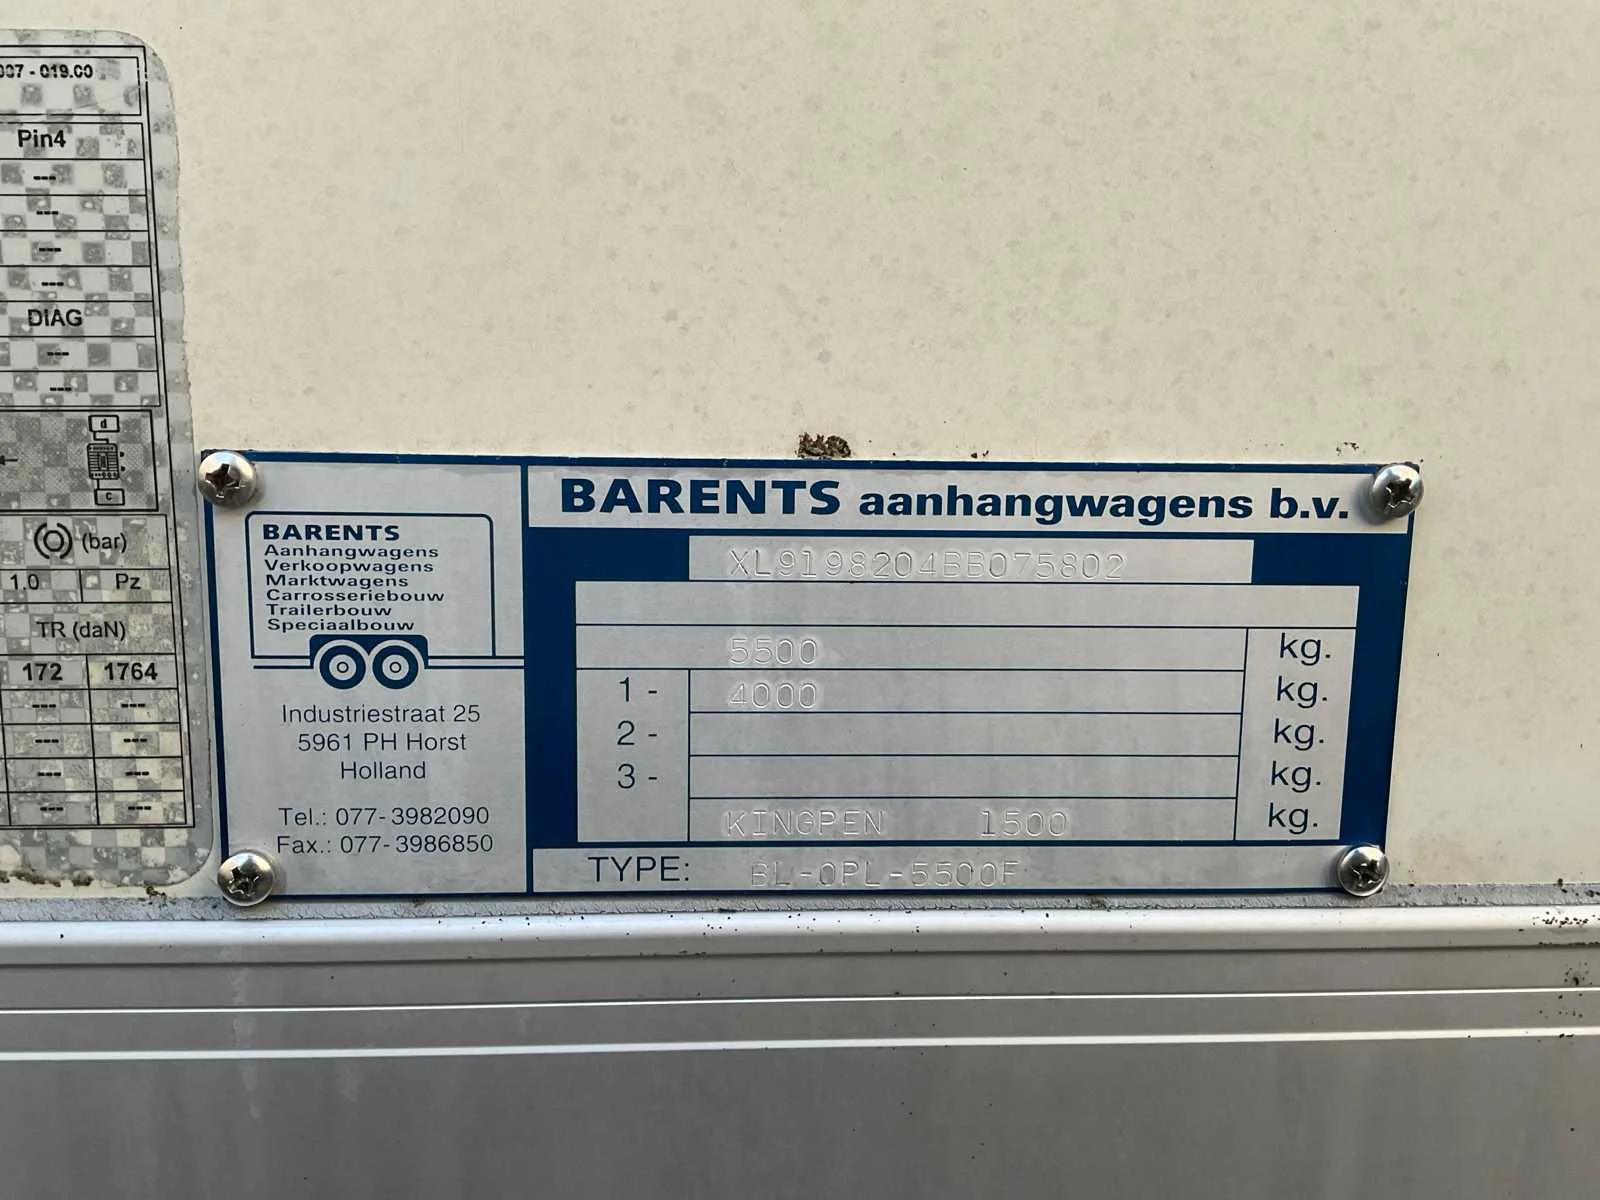 007 - 019.00
Pin4
---
---
---
---
DIAG
---
---
d
c
(bar)
1.0 Pz
TR (daN)
172 1764
--- ---
--- ---
--- ---
--- ---
BARENTS
Aanhangwagens
Verkoopwagens
Marktwagens
Carrosseriebouw
Trailerbouw
Speciaalbouw
Industriestraat 25
5961 PH Horst
Holland
Tel.: 077-3982090
Fax.: 077-3986850
BARENTS aanhangwagens b.v.
XL9198204BB075802
5500 kg.
1 - 4000 kg.
2 - kg.
3 - kg.
KINGPEN 1500 kg.
TYPE: BL-OPL-5500F